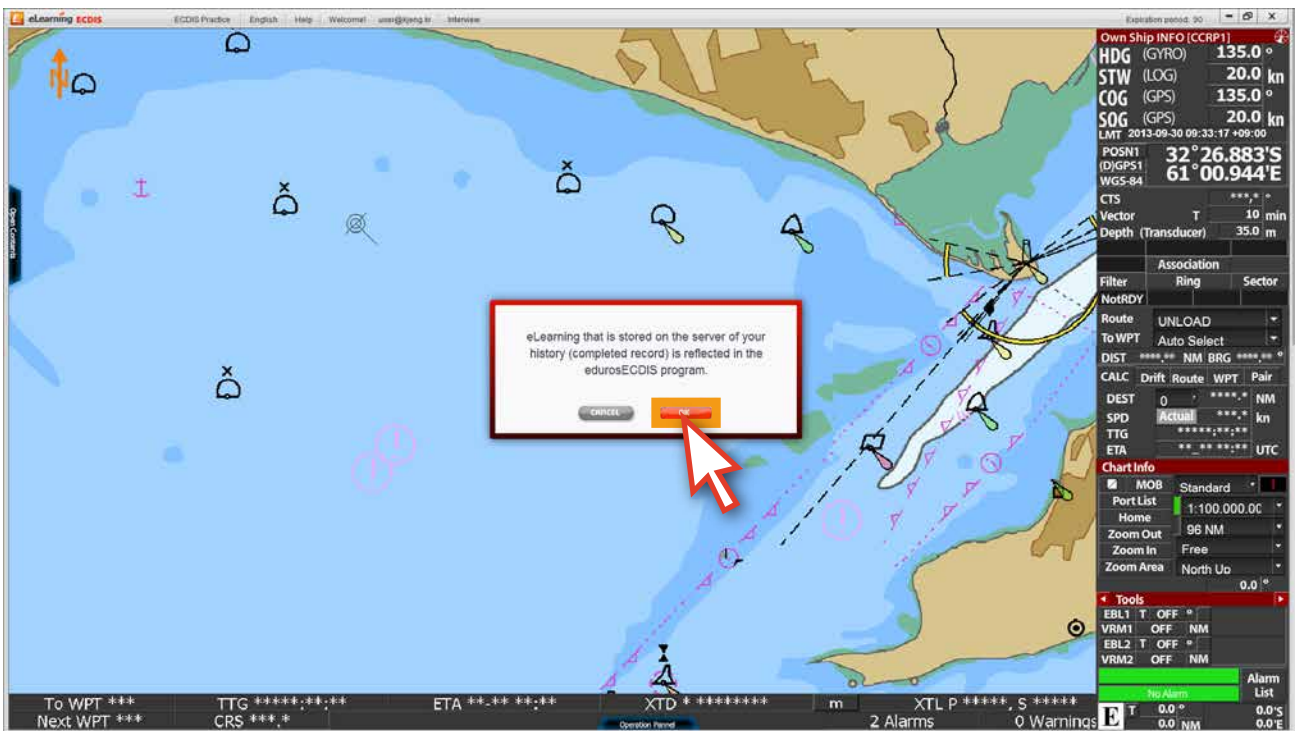 eLearning ECDIS ECDIS Practice English Help Welcome! user@kjeng.kr Interview Expiration period: 90
N
Open Contents
eLearning that is stored on the server of your
history (completed record) is reflected in the
edurosECDIS program.
CANCEL OK
Own Ship INFO [CCRP1]
HDG (GYRO) 135.0 °
STW (LOG) 20.0 kn
COG (GPS) 135.0 °
SOG (GPS) 20.0 kn
LMT 2013-09-30 09:33:17 +09:00
POSN1 32°26.883'S
(D)GPS1
WGS-84 61°00.944'E
CTS ***.* °
Vector T 10 min
Depth (Transducer) 35.0 m
Association
Filter Ring Sector
NotRDY
Route UNLOAD
To WPT Auto Select
DIST ****.** NM BRG ****.** °
CALC Drift Route WPT Pair
DEST 0 ****.* NM
SPD Actual ***.* kn
TTG *****:**:**
ETA **_** **:** UTC
Chart Info
MOB Standard !
Port List 1:100.000.0C
Home
Zoom Out 96 NM
Zoom In Free
Zoom Area North Up
0.0 °
Tools
EBL1 T OFF °
VRM1 OFF NM
EBL2 T OFF °
VRM2 OFF NM
Alarm
No Alarm List
E T 0.0 ° 0.0'S
0.0 NM 0.0'E
To WPT *** TTG *****:**:** ETA **-** **:** XTD * ******** m XTL P *****, S *****
Next WPT *** CRS ***.* Operation Pannel 2 Alarms 0 Warnings